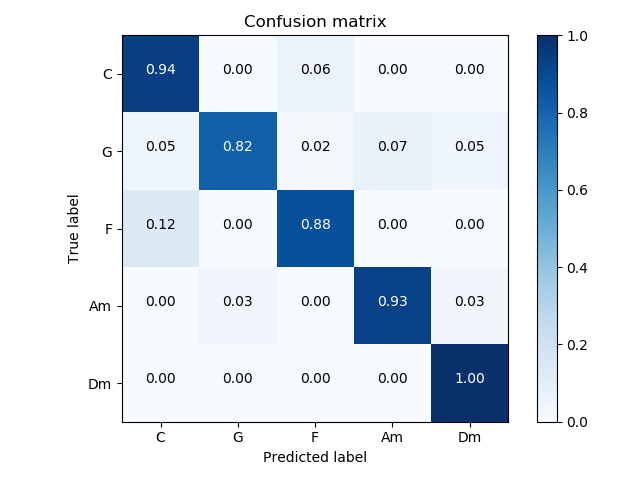 Confusion matrix
True label
C 0.94 0.00 0.06 0.00 0.00
G 0.05 0.82 0.02 0.07 0.05
F 0.12 0.00 0.88 0.00 0.00
Am 0.00 0.03 0.00 0.93 0.03
Dm 0.00 0.00 0.00 0.00 1.00
C G F Am Dm
Predicted label
1.0
0.8
0.6
0.4
0.2
0.0